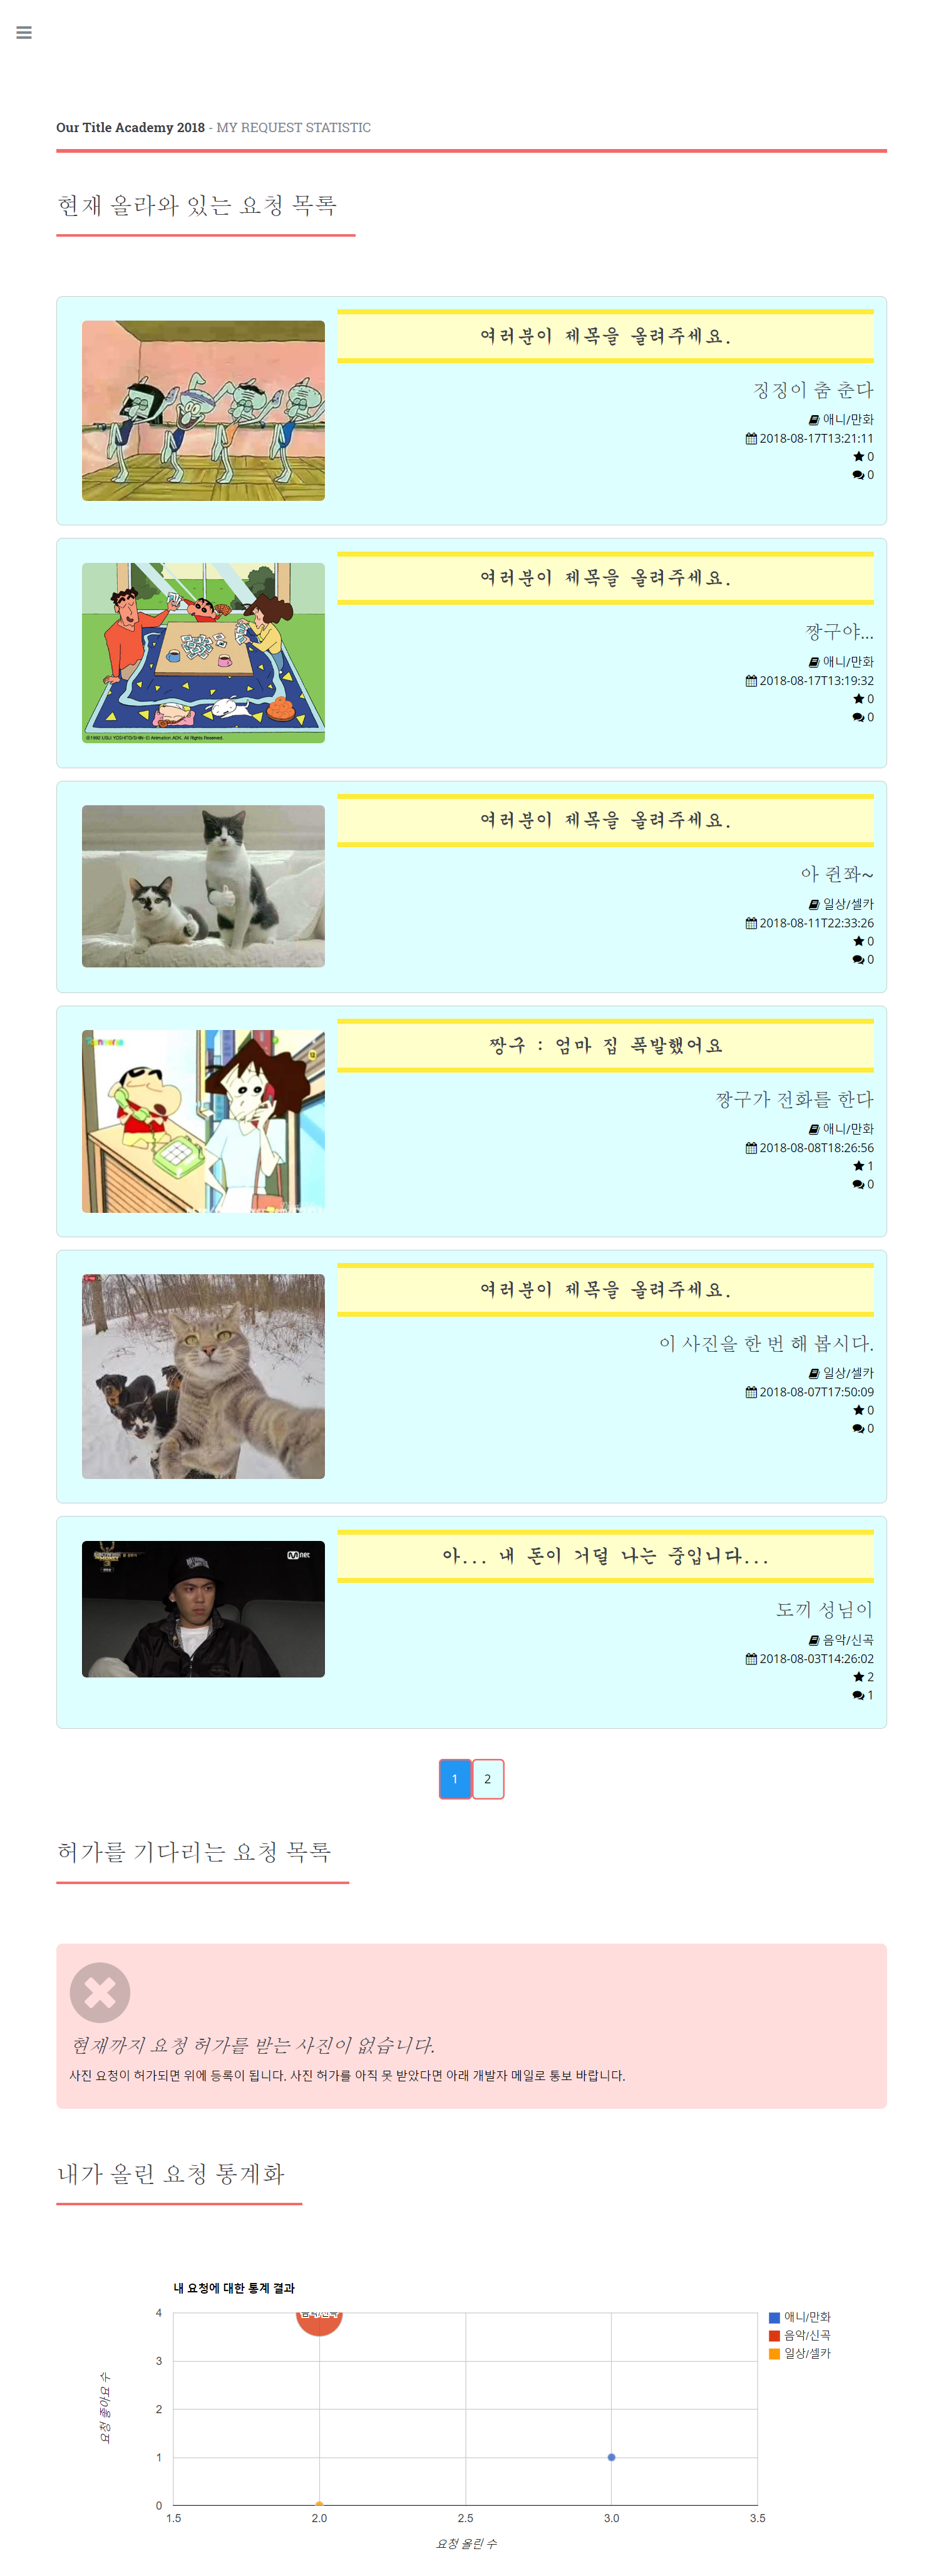 Our Title Academy 2018 - MY REQUEST STATISTIC
현재 올라와 있는 요청 목록
여러분이 제목을 올려주세요.
징징이 춤 춘다
애니/만화
2018-08-17T13:21:11
0
0
여러분이 제목을 올려주세요.
짱구야...
애니/만화
2018-08-17T13:19:32
0
0
여러분이 제목을 올려주세요.
아 쥔쫘~
일상/셀카
2018-08-11T22:33:26
0
0
짱구 : 엄마 집 폭발했어요
짱구가 전화를 한다
애니/만화
2018-08-08T18:26:56
1
0
여러분이 제목을 올려주세요.
이 사진을 한 번 해 봅시다.
일상/셀카
2018-08-07T17:50:09
0
0
Mnet
아... 내 돈이 거덜 나는 중입니다...
도끼 성님이
음악/신곡
2018-08-03T14:26:02
2
1
1 2
허가를 기다리는 요청 목록
현재까지 요청 허가를 받는 사진이 없습니다.
사진 요청이 허가되면 위에 등록이 됩니다. 사진 허가를 아직 못 받았다면 아래 개발자 메일로 통보 바랍니다.
내가 올린 요청 통계화
내 요청에 대한 통계 결과
4
음악/신곡
애니/만화
음악/신곡
일상/셀카
3
2
1
0
요청 좋아요 수
1.5 2.0 2.5 3.0 3.5
요청 올린 수